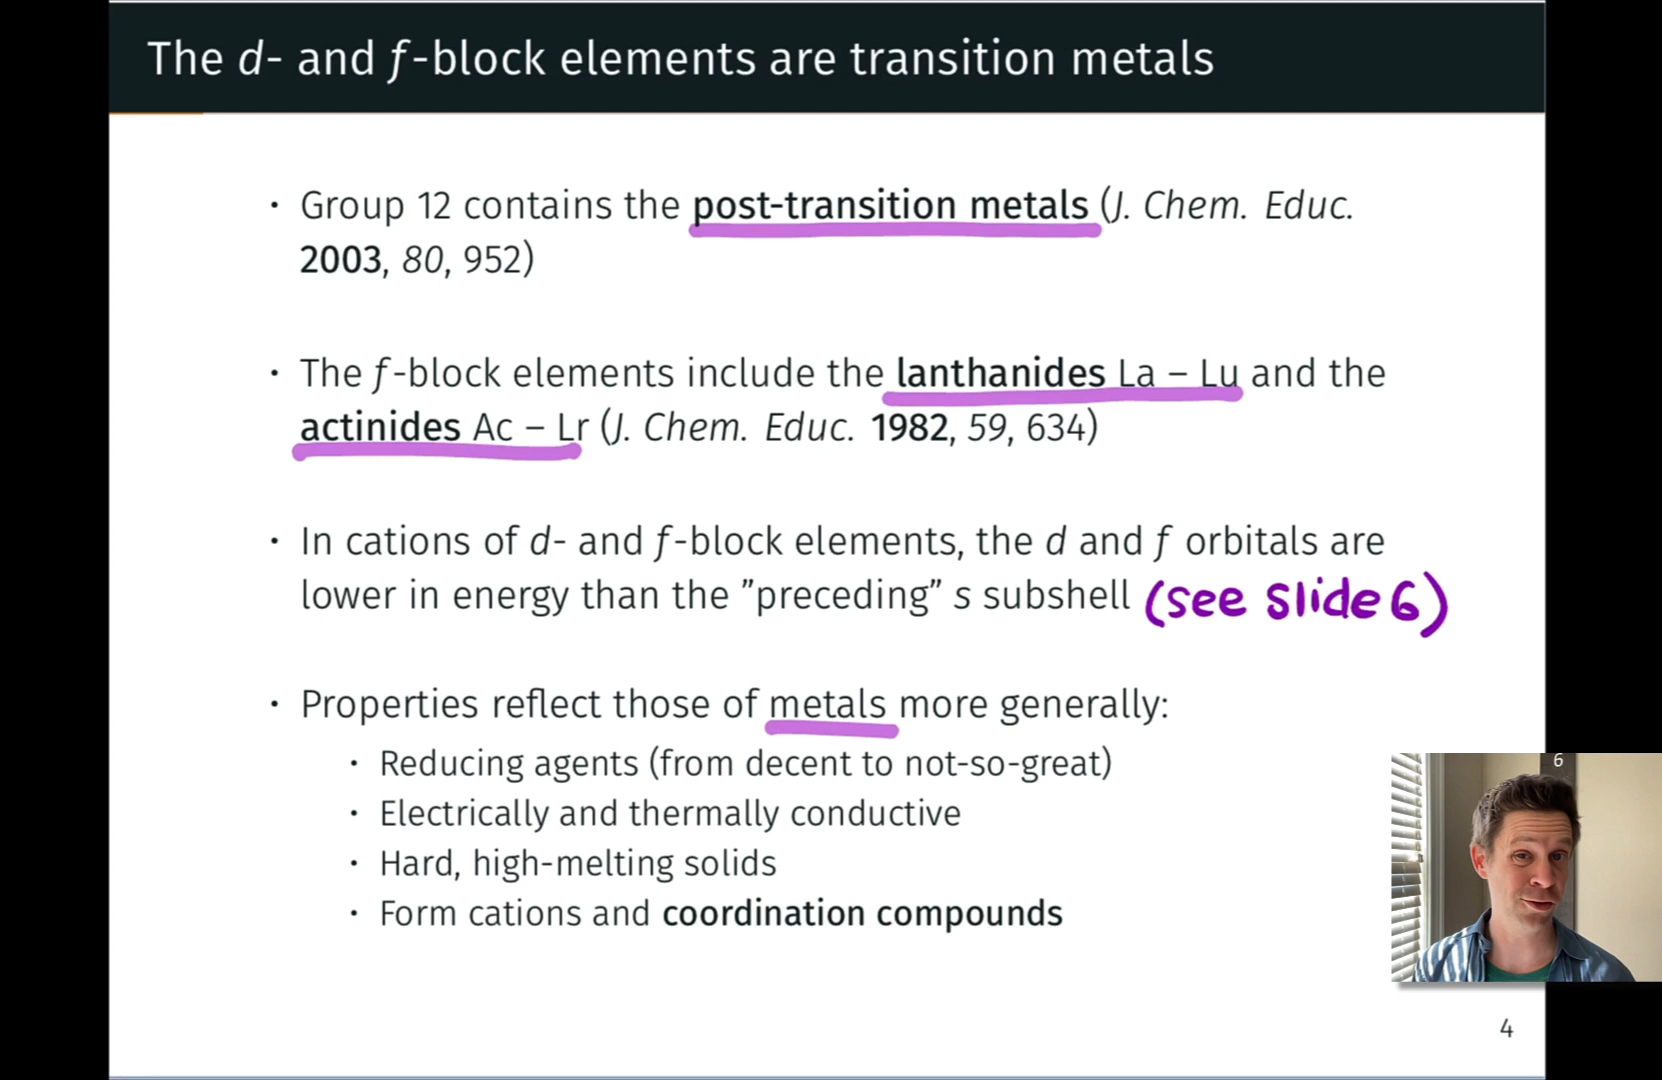 The d- and f-block elements are transition metals
· Group 12 contains the post-transition metals (J. Chem. Educ.
2003, 80, 952)
· The f-block elements include the lanthanides La – Lu and the
actinides Ac – Lr (J. Chem. Educ. 1982, 59, 634)
· In cations of d- and f-block elements, the d and f orbitals are
lower in energy than the ”preceding” s subshell (see slide 6)
· Properties reflect those of metals more generally:
· Reducing agents (from decent to not-so-great)
6
· Electrically and thermally conductive
· Hard, high-melting solids
· Form cations and coordination compounds
4